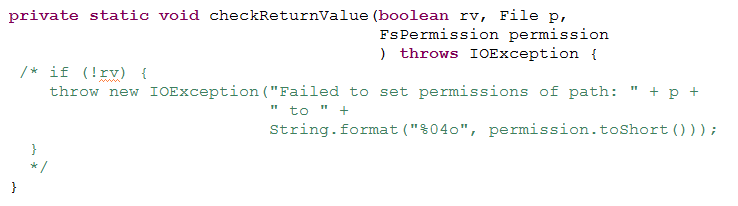 private static void checkReturnValue(boolean rv, File p,
FsPermission permission
) throws IOException {
/* if (!rv) {
throw new IOException("Failed to set permissions of path: " + p +
" to " +
String.format("%04o", permission.toShort()));
}
*/
}